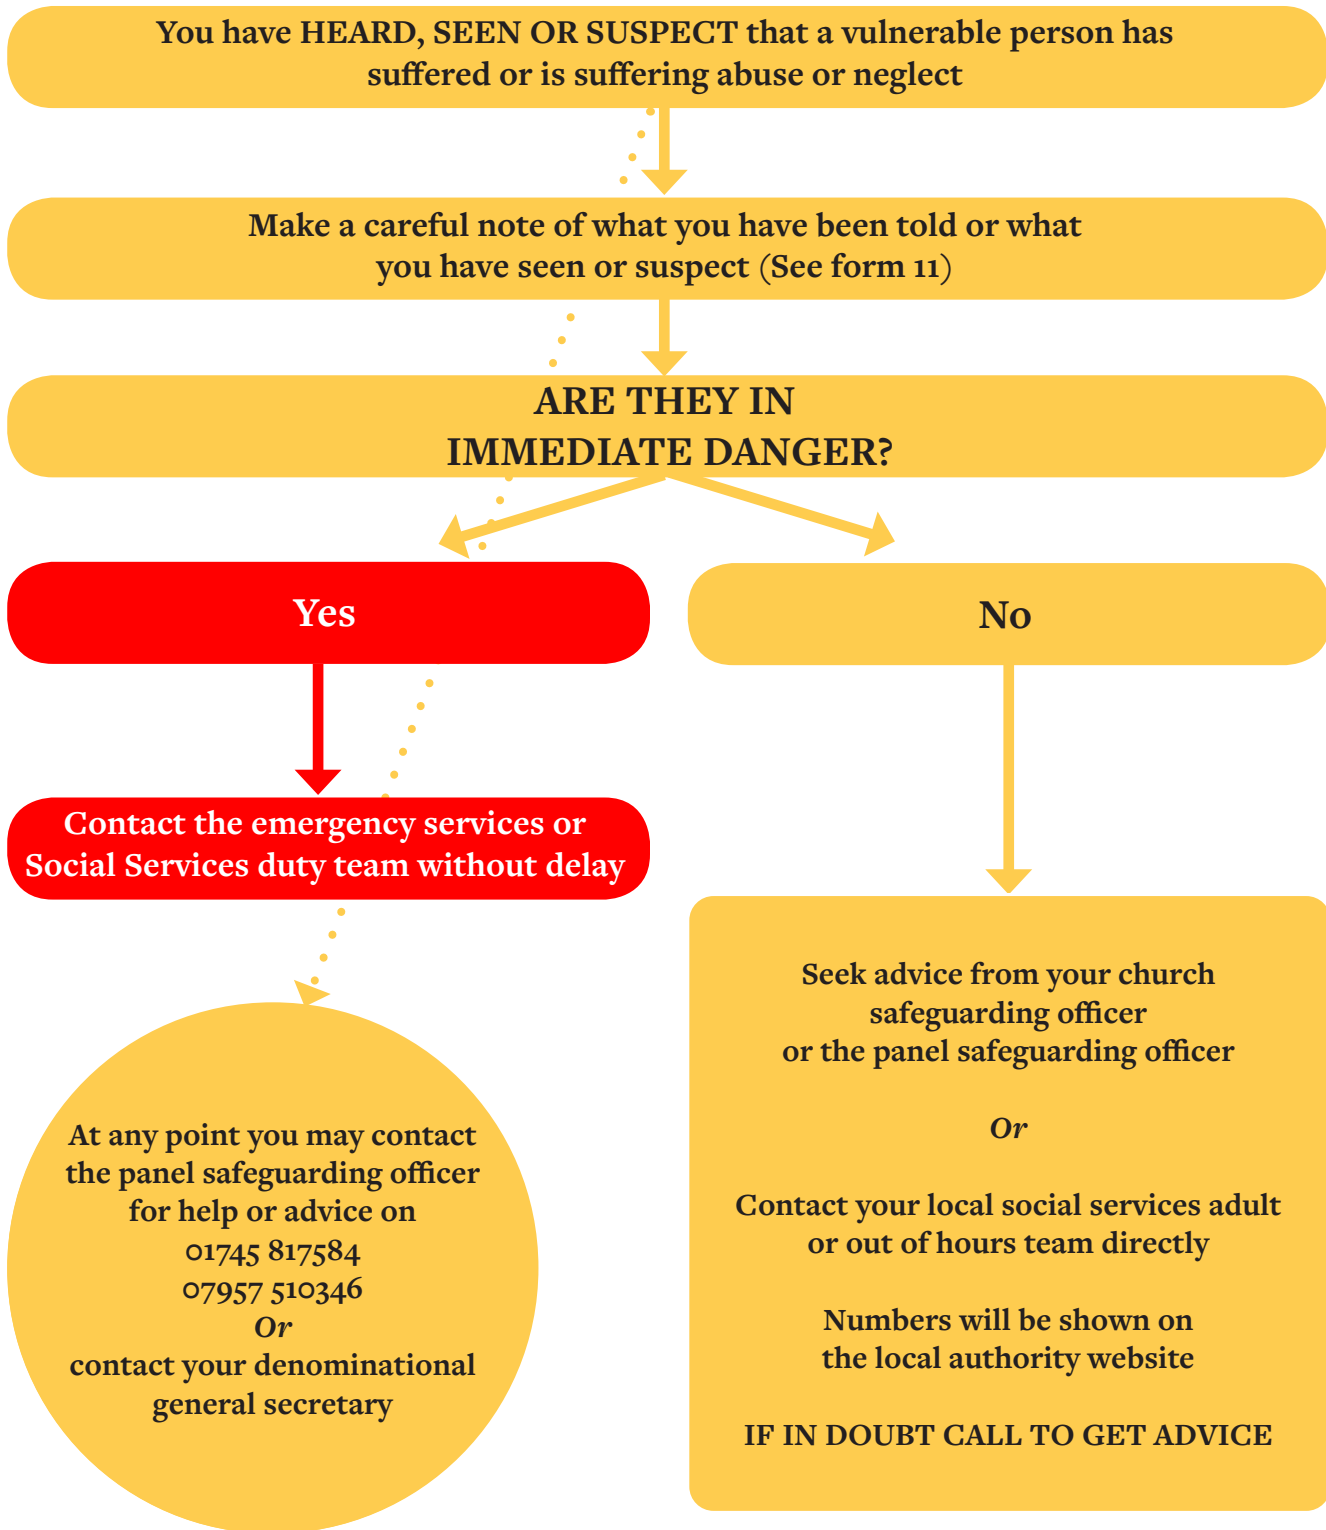 You have HEARD, SEEN OR SUSPECT that a vulnerable person has
suffered or is suffering abuse or neglect
Make a careful note of what you have been told or what
you have seen or suspect (See form 11)
ARE THEY IN
IMMEDIATE DANGER?
Yes
No
Contact the emergency services or
Social Services duty team without delay
Seek advice from your church
safeguarding officer
or the panel safeguarding officer
Or
Contact your local social services adult
or out of hours team directly
Numbers will be shown on
the local authority website
IF IN DOUBT CALL TO GET ADVICE
At any point you may contact
the panel safeguarding officer
for help or advice on
01745 817584
07957 510346
Or
contact your denominational
general secretary